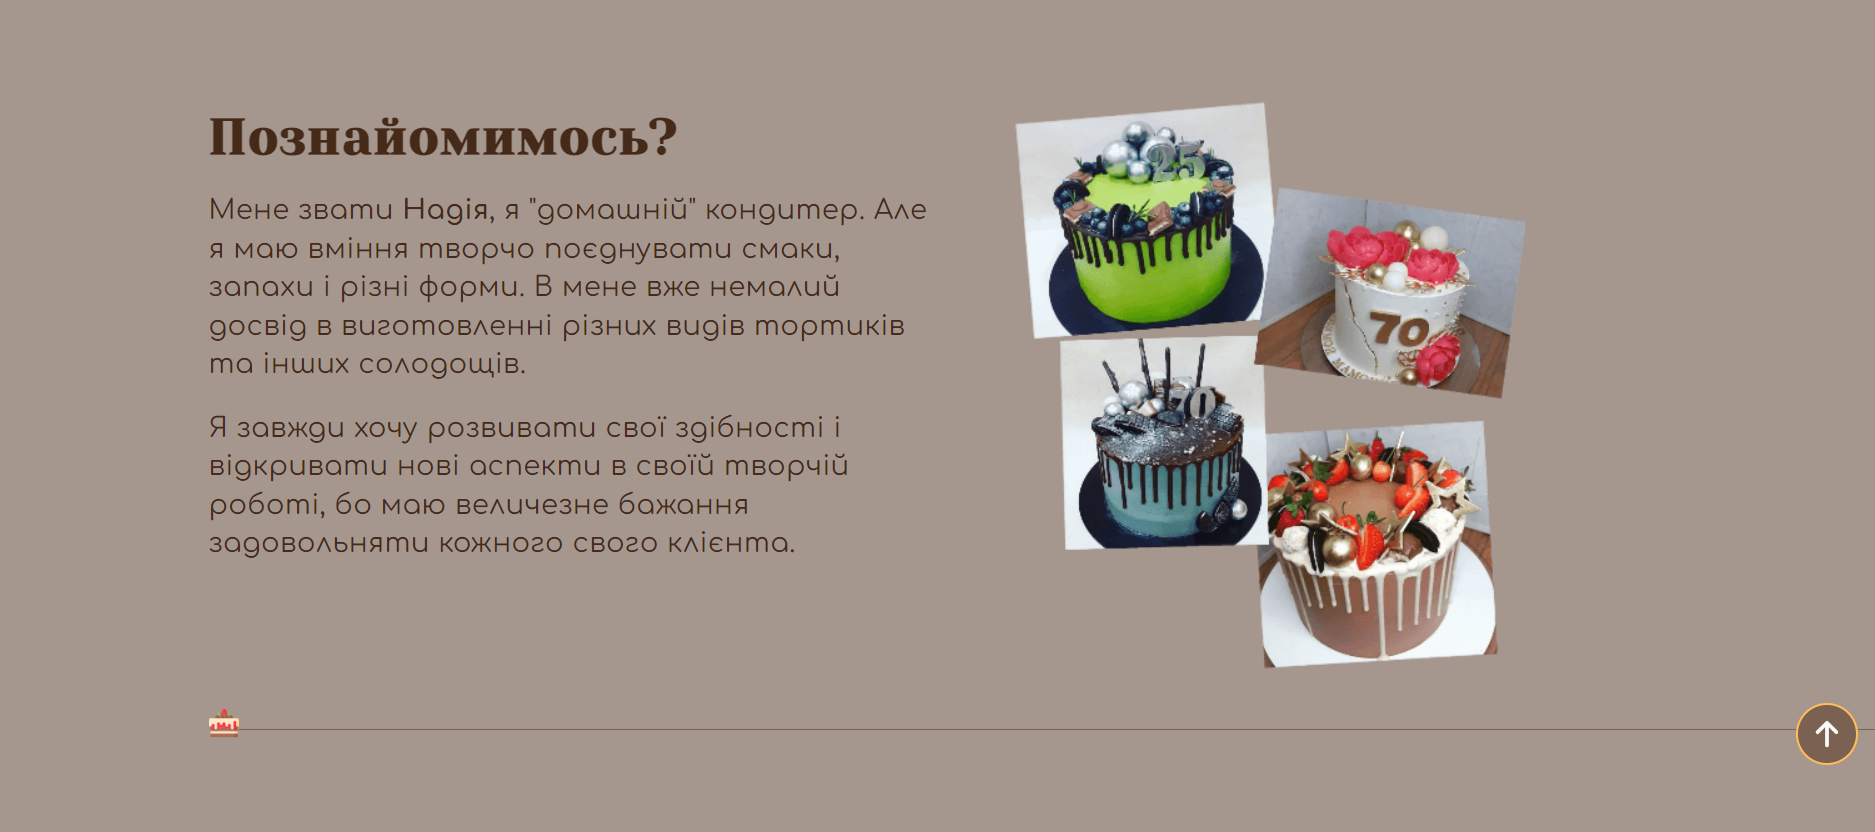 Познайомимось?
Мене звати Надія, я "домашній" кондитер. Але
я маю вміння творчо поєднувати смаки,
запахи і різні форми. В мене вже немалий
досвід в виготовленні різних видів тортиків
та інших солодощів.
Я завжди хочу розвивати свої здібності і
відкривати нові аспекти в своїй творчій
роботі, бо маю величезне бажання
задовольняти кожного свого клієнта.
25
70
70